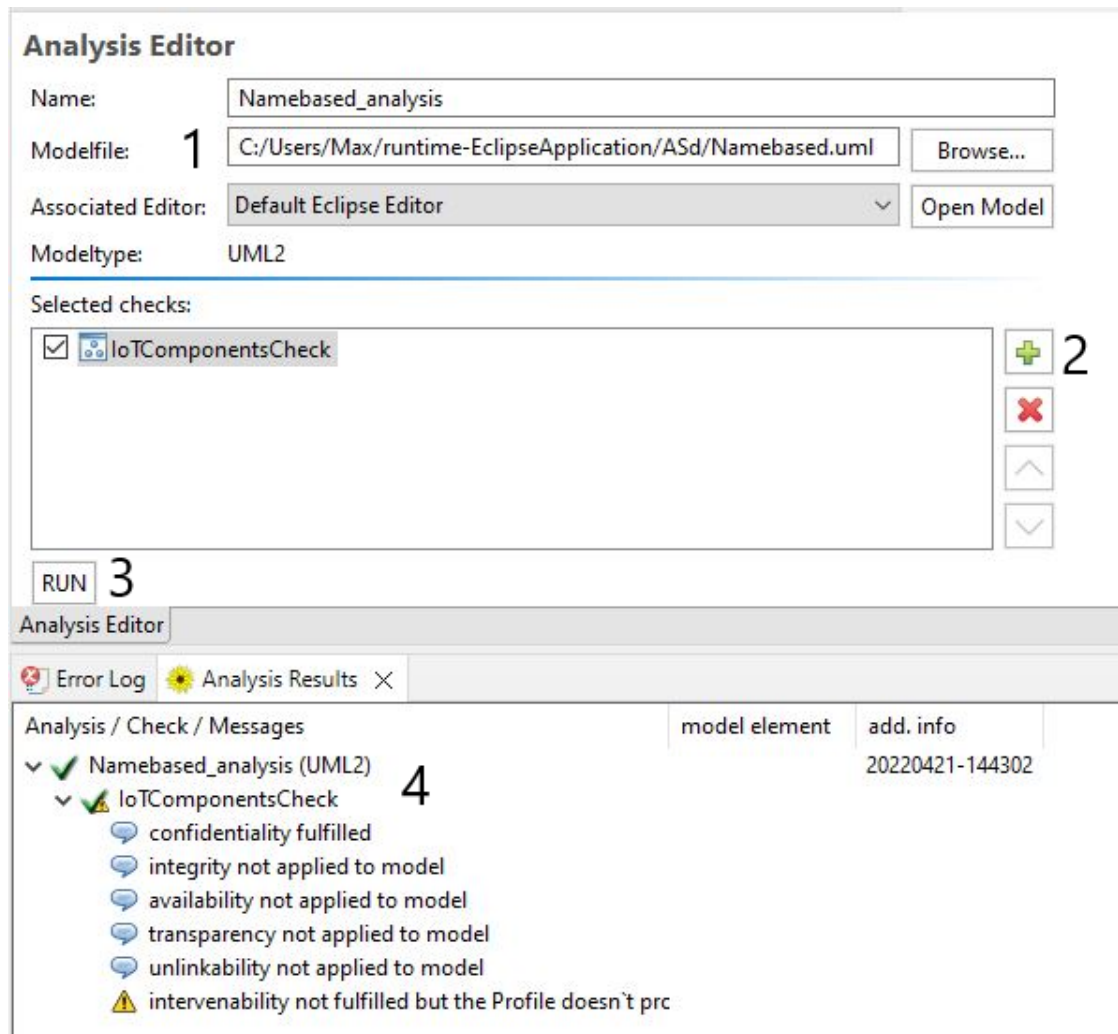 Analysis Editor
Name: Namebased_analysis
Modelfile: 1 C:/Users/Max/runtime-EclipseApplication/ASd/Namebased.uml Browse...
Associated Editor: Default Eclipse Editor Open Model
Modeltype: UML2
Selected checks:
IoTComponentsCheck 2
RUN 3
Analysis Editor
Error Log Analysis Results
Analysis / Check / Messages model element add. info
Namebased_analysis (UML2) 20220421-144302
IoTComponentsCheck 4
confidentiality fulfilled
integrity not applied to model
availability not applied to model
transparency not applied to model
unlinkability not applied to model
intervenability not fulfilled but the Profile doesn`t prc